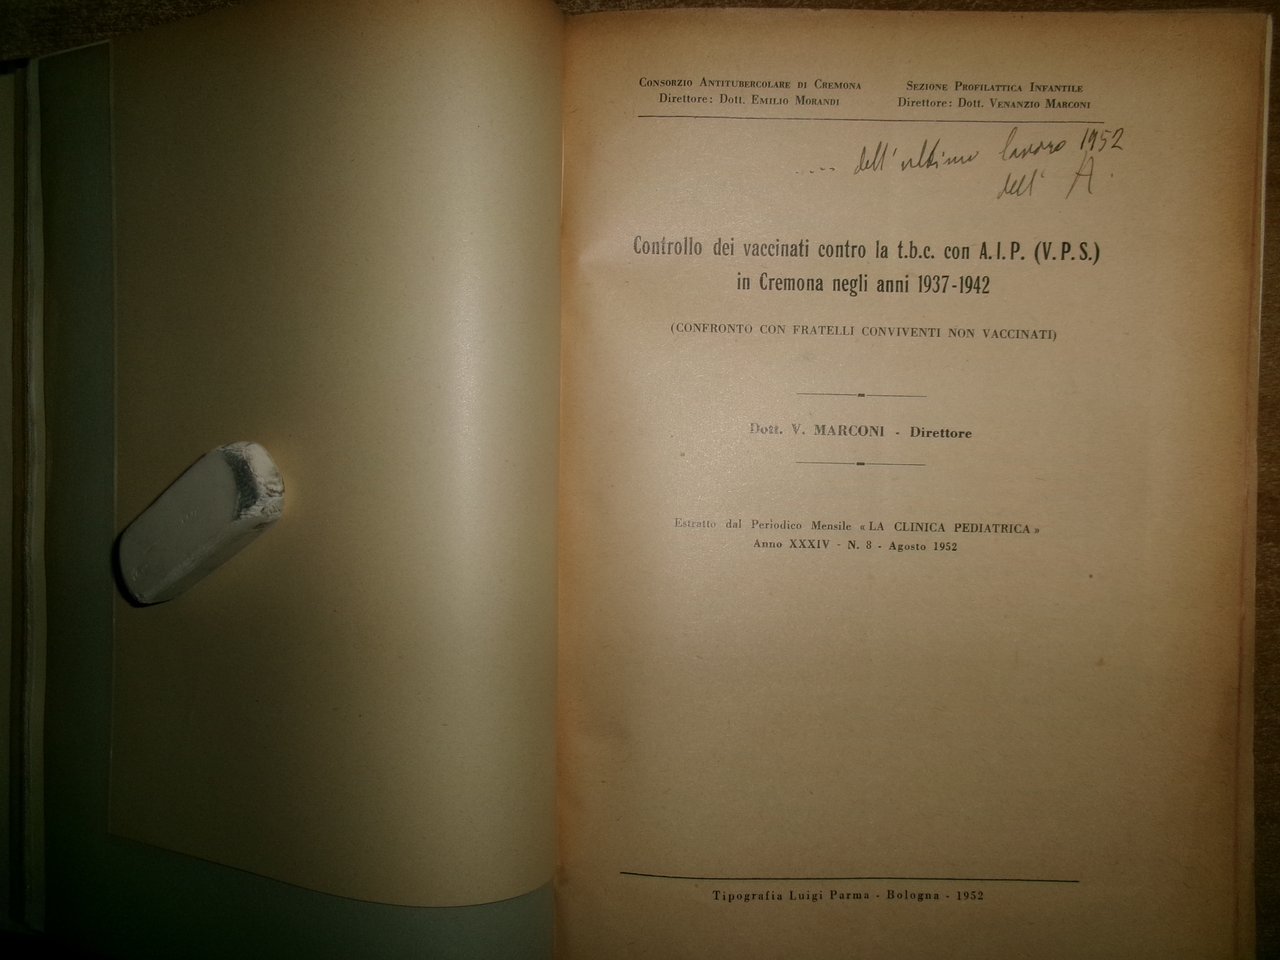 CONSORZIO ANTITUBERCOLARE DI CREMONA
Direttore: Dott. EMILIO MORANDI
SEZIONE PROFILATTICA INFANTILE
Direttore: Dott. VENANZIO MARCONI
.... dell'ultimo lavoro 1952
dell' A.
Controllo dei vaccinati contro la t.b.c. con A.I.P. (V.P.S.)
in Cremona negli anni 1937-1942
(CONFRONTO CON FRATELLI CONVIVENTI NON VACCINATI)
Dott. V. MARCONI - Direttore
Estratto dal Periodico Mensile « LA CLINICA PEDIATRICA »
Anno XXXIV - N. 8 - Agosto 1952
Tipografia Luigi Parma - Bologna - 1952